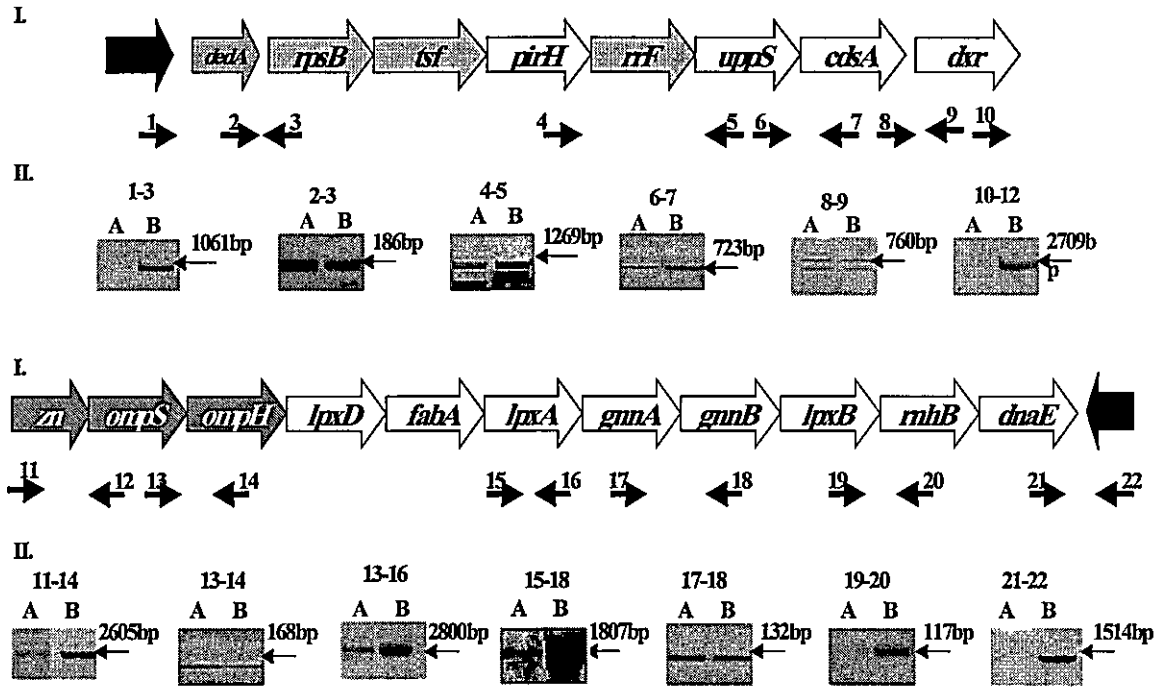 I.
dedA rpsB tsf pirH rrF uppS cdsA dxr
1 2 3 4 5 6 7 8 9 10
II.
1-3 2-3 4-5 6-7 8-9 10-12
A B A B A B A B A B A B
1061bp 186bp 1269bp 723bp 760bp 2709b
p
I.
zn ompS ompH lpxD fabA lpxA gnnA gnnB lpxB rnhB dnaE
11 12 13 14 15 16 17 18 19 20 21 22
II.
11-14 13-14 13-16 15-18 17-18 19-20 21-22
A B A B A B A B A B A B A B
2605bp 168bp 2800bp 1807bp 132bp 117bp 1514bp